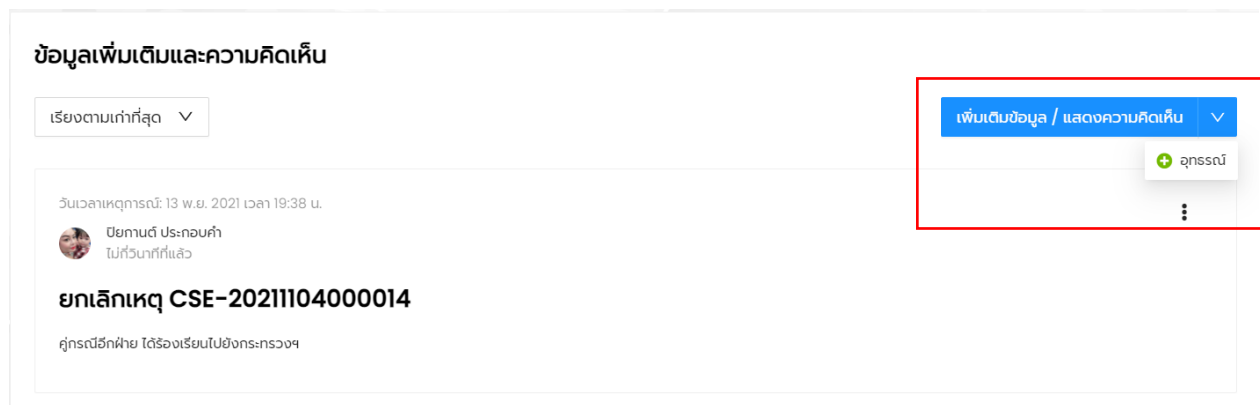 ข้อมูลเพิ่มเติมและความคิดเห็น
เรียงตามเก่าที่สุด
เพิ่มเติมข้อมูล / แสดงความคิดเห็น
อุทธรณ์
วันเวลาเหตุการณ์: 13 พ.ย. 2021 เวลา 19:38 น.
ปิยกานต์ ประกอบคำ
ไม่กี่วินาทีที่แล้ว
ยกเลิกเหตุ CSE-20211104000014
คู่กรณีอีกฝ่าย ได้ร้องเรียนไปยังกระทรวงฯ